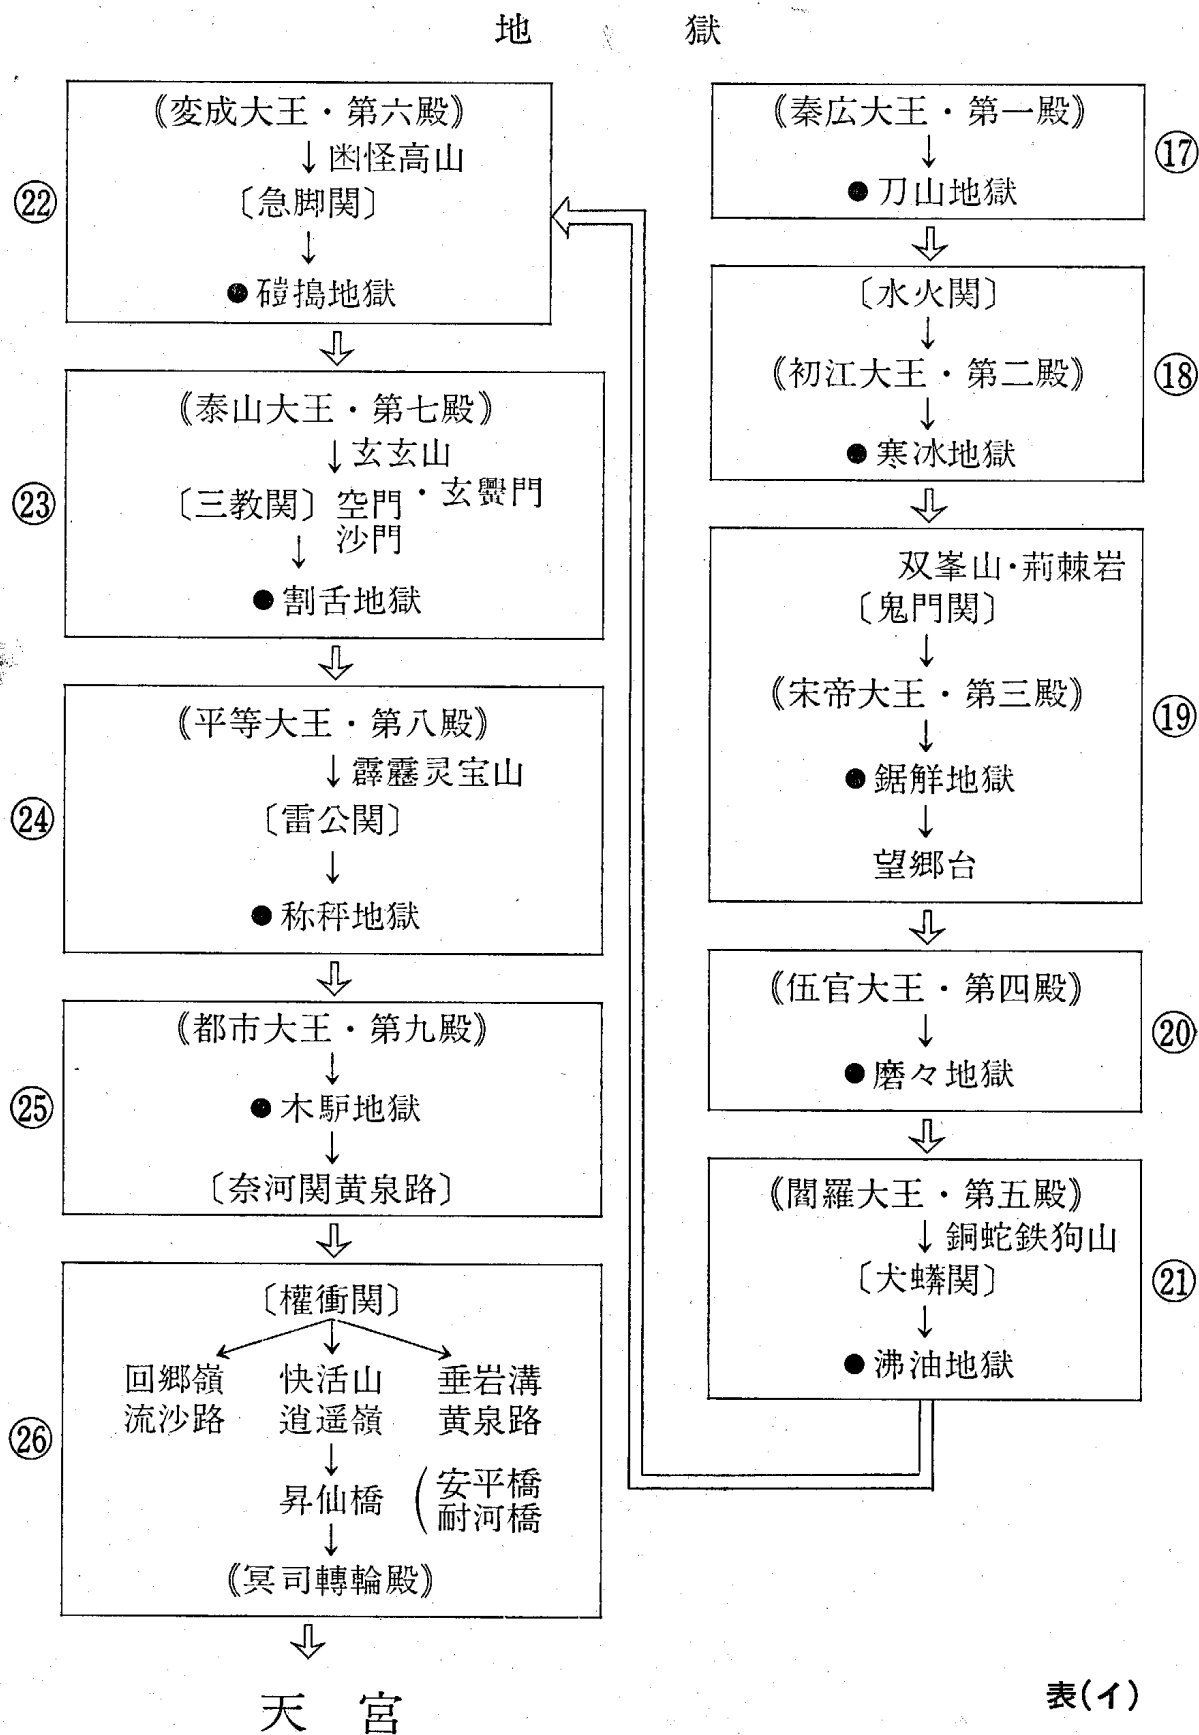 地獄
《秦広大王・第一殿》
↓
●刀山地獄
⑰
〔水火関〕
↓
《初江大王・第二殿》
↓
●寒冰地獄
⑱
双峯山・荊棘岩
〔鬼門関〕
↓
《宋帝大王・第三殿》
↓
●鋸解地獄
↓
望郷台
⑲
《伍官大王・第四殿》
↓
●磨々地獄
⑳
《閻羅大王・第五殿》
↓銅蛇鉄狗山
〔犬蟒関〕
↓
●沸油地獄
㉑
《変成大王・第六殿》
↓怪高山
〔急脚関〕
↓
●磑搗地獄
㉒
《泰山大王・第七殿》
↓玄玄山
〔三教関〕空門・玄門
沙門
↓
●割舌地獄
㉓
《平等大王・第八殿》
↓霹靂灵宝山
〔雷公関〕
↓
●称秤地獄
㉔
《都市大王・第九殿》
↓
●木馿地獄
↓
〔奈河関黄泉路〕
㉕
〔權衝関〕
回郷嶺 快活山 垂岩溝
流沙路 逍遥嶺 黄泉路
↓
昇仙橋(安平橋
耐河橋
↓
《冥司轉輪殿》
㉖
天宮
表(イ)